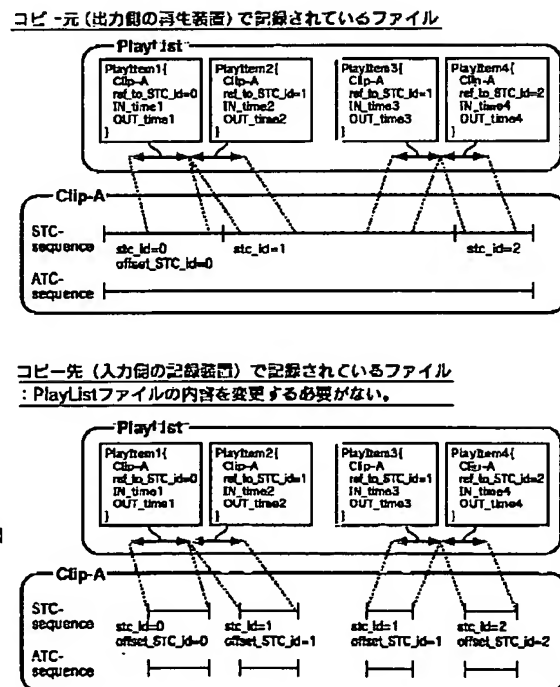 コピー元(出力側の再生装置)で記録されているファイル
PlayList
PlayItem1{
Clip-A
ref_to_STC_id=0
IN_time1
OUT_time1
}
PlayItem2{
Clip-A
ref_to_STC_id=1
IN_time2
OUT_time2
}
PlayItem3{
Clip-A
ref_to_STC_id=1
IN_time3
OUT_time3
}
PlayItem4{
Clip-A
ref_to_STC_id=2
IN_time4
OUT_time4
}
Clip-A
STC-
sequence
stc_id=0
offset_STC_id=0
stc_id=1
stc_id=2
ATC-
sequence
コピー先(入力側の記録装置)で記録されているファイル
:PlayListファイルの内容を変更する必要がない。
PlayList
PlayItem1{
Clip-A
ref_to_STC_id=0
IN_time1
OUT_time1
}
PlayItem2{
Clip-A
ref_to_STC_id=1
IN_time2
OUT_time2
}
PlayItem3{
Clip-A
ref_to_STC_id=1
IN_time3
OUT_time3
}
PlayItem4{
Clip-A
ref_to_STC_id=2
IN_time4
OUT_time4
}
Clip-A
STC-
sequence
stc_id=0
offset_STC_id=0
stc_id=1
offset_STC_id=1
stc_id=1
offset_STC_id=1
stc_id=2
offset_STC_id=2
ATC-
sequence